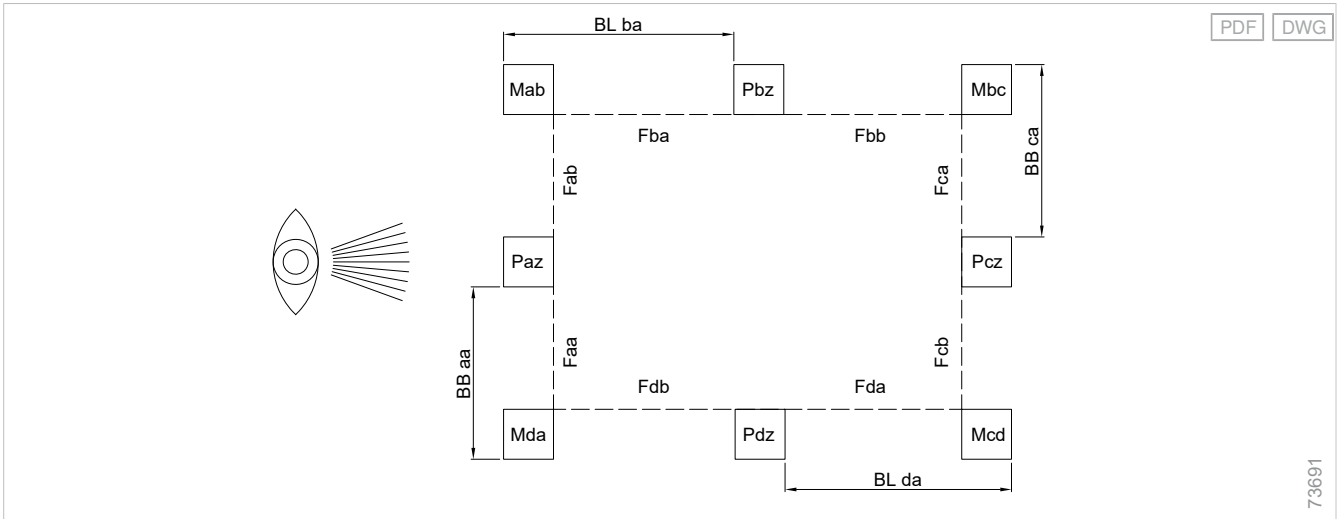 BL ba
PDF DWG
Mab Pbz Mbc
Fba Fbb
BB ca
Fab
Fca
Paz Pcz
BB aa
Faa
Fcb
Fdb Fda
Mda Pdz Mcd
BL da
73691